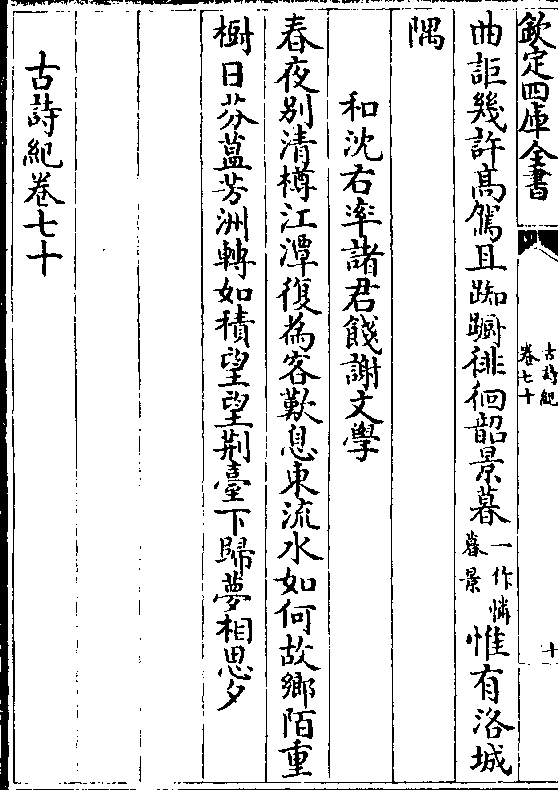 欽定四庫全書
古詩紀
卷七十
十
曲詎幾許髙駕且踟蹰徘徊韶景暮一作憐
暮景惟有洛城
隅
和沈右率諸君餞謝文學
春夜别清樽江潭復為客歎息東流水如何故鄉陌重
樹日芬葐芳洲轉如積望望荆臺下歸夢相思夕
古詩紀卷七十